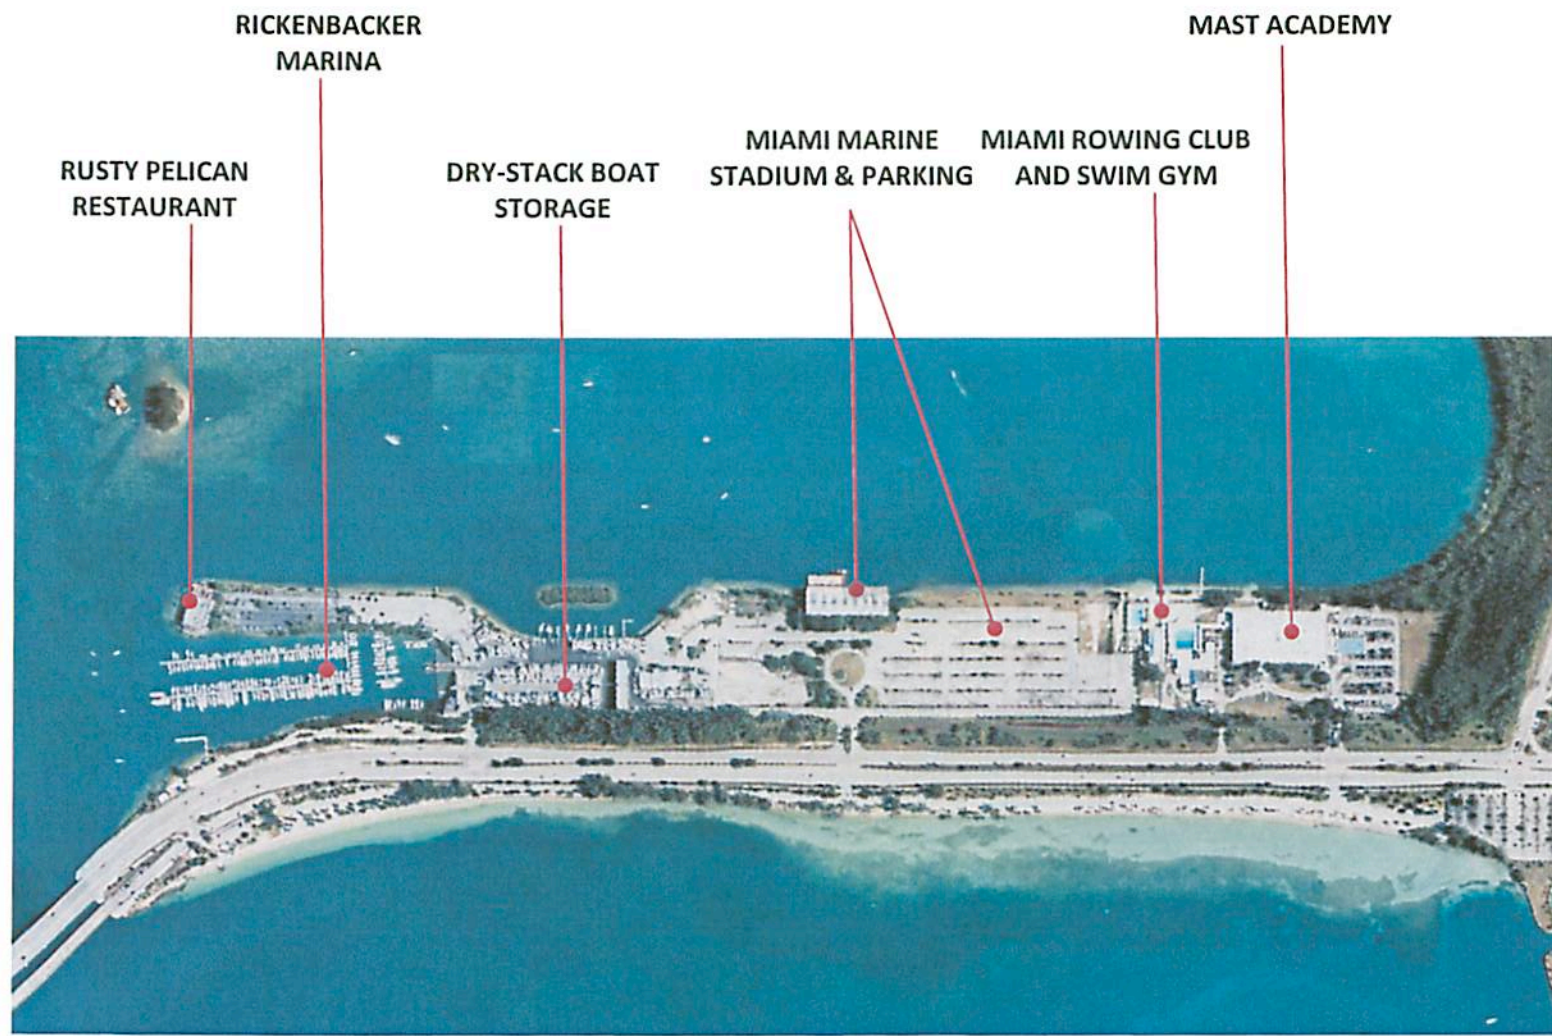 RICKENBACKER
MARINA
MAST ACADEMY
RUSTY PELICAN
RESTAURANT
DRY-STACK BOAT
STORAGE
MIAMI MARINE
STADIUM & PARKING
MIAMI ROWING CLUB
AND SWIM GYM